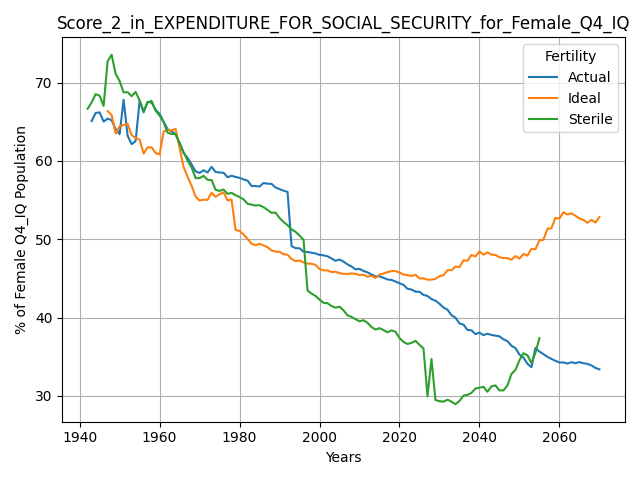 Score_2_in_EXPENDITURE_FOR_SOCIAL_SECURITY_for_Female_Q4_IQ
% of Female Q4_IQ Population
70
60
50
40
30
Fertility
Actual
Ideal
Sterile
1940 1960 1980 2000 2020 2040 2060
Years